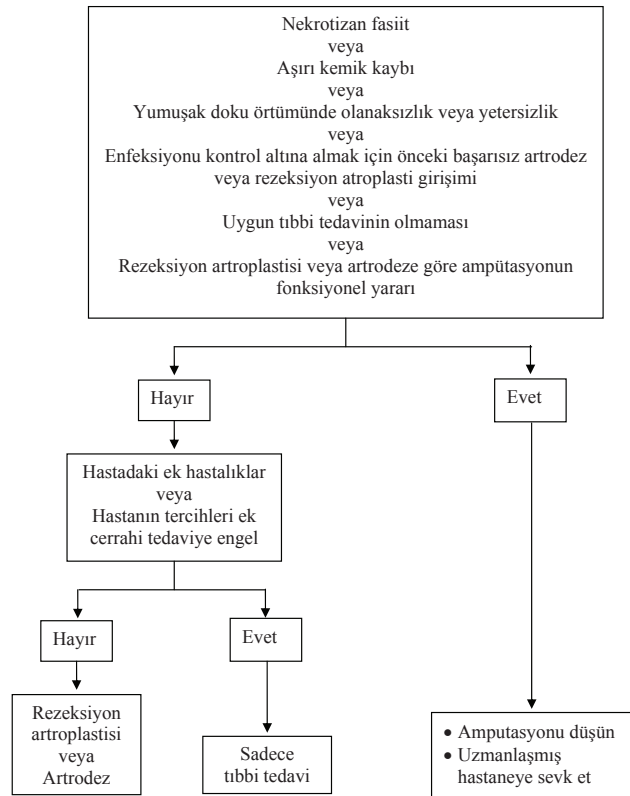 Nekrotizan fasiit
veya
Aşırı kemik kaybı
veya
Yumuşak doku örtümünde olanaksızlık veya yetersizlik
veya
Enfeksiyonu kontrol altına almak için önceki başarısız artrodez
veya rezeksiyon atroplasti girişimi
veya
Uygun tıbbi tedavinin olmaması
veya
Rezeksiyon artroplastisi veya artrodeze göre ampütasyonun
fonksiyonel yararı
Hayır
Evet
Hastadaki ek hastalıklar
veya
Hastanın tercihleri ek
cerrahi tedaviye engel
Hayır
Evet
Rezeksiyon
artroplastisi
veya
Artrodez
Sadece
tıbbi tedavi
• Amputasyonu düşün
• Uzmanlaşmış
hastaneye sevk et